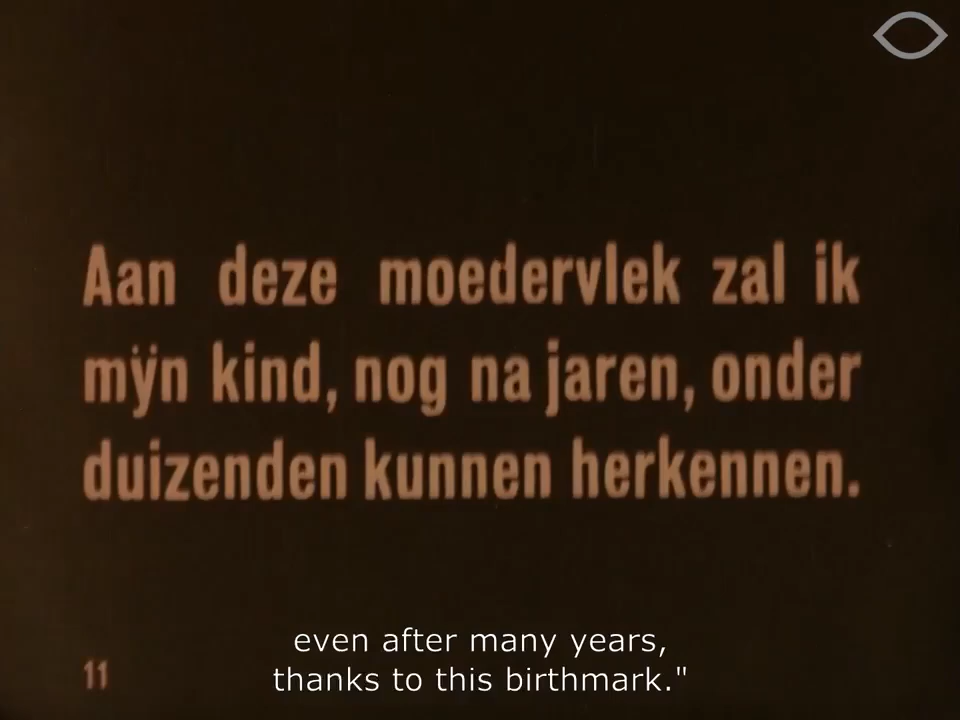 Aan deze moedervlek zal ik
mÿn kind, nog na jaren, onder
duizenden kunnen herkennen.
11
even after many years,
thanks to this birthmark."